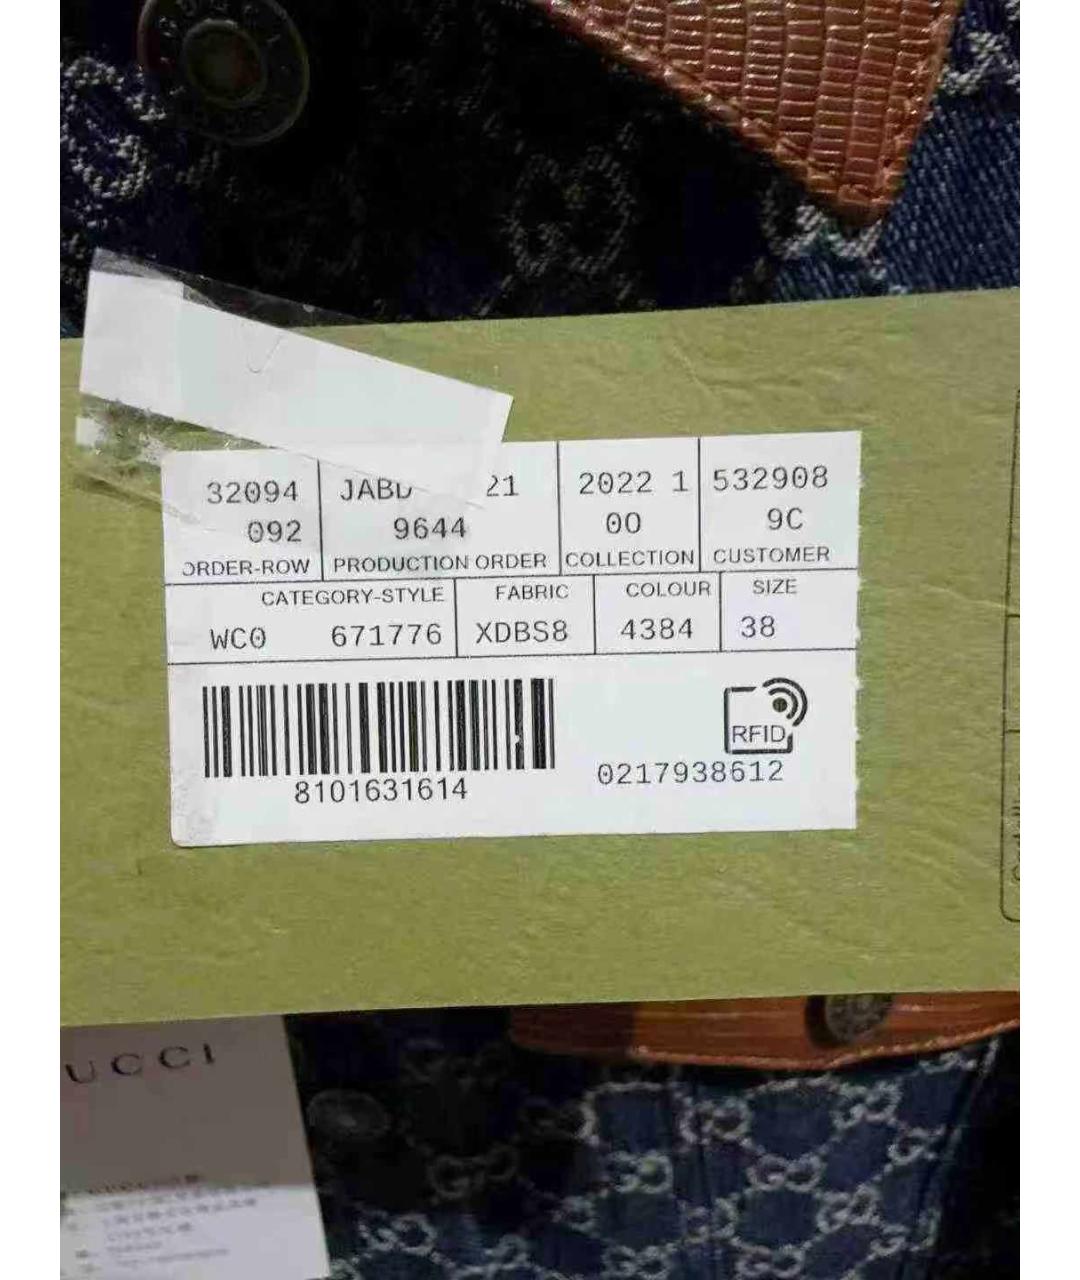 GUCCI
32094 JABD 21 2022 1 532908
092 9644 00 9C
ORDER-ROW PRODUCTION ORDER COLLECTION CUSTOMER
CATEGORY-STYLE FABRIC COLOUR SIZE
WC0 671776 XDBS8 4384 38
RFID
8101631614 0217938612
UCCI